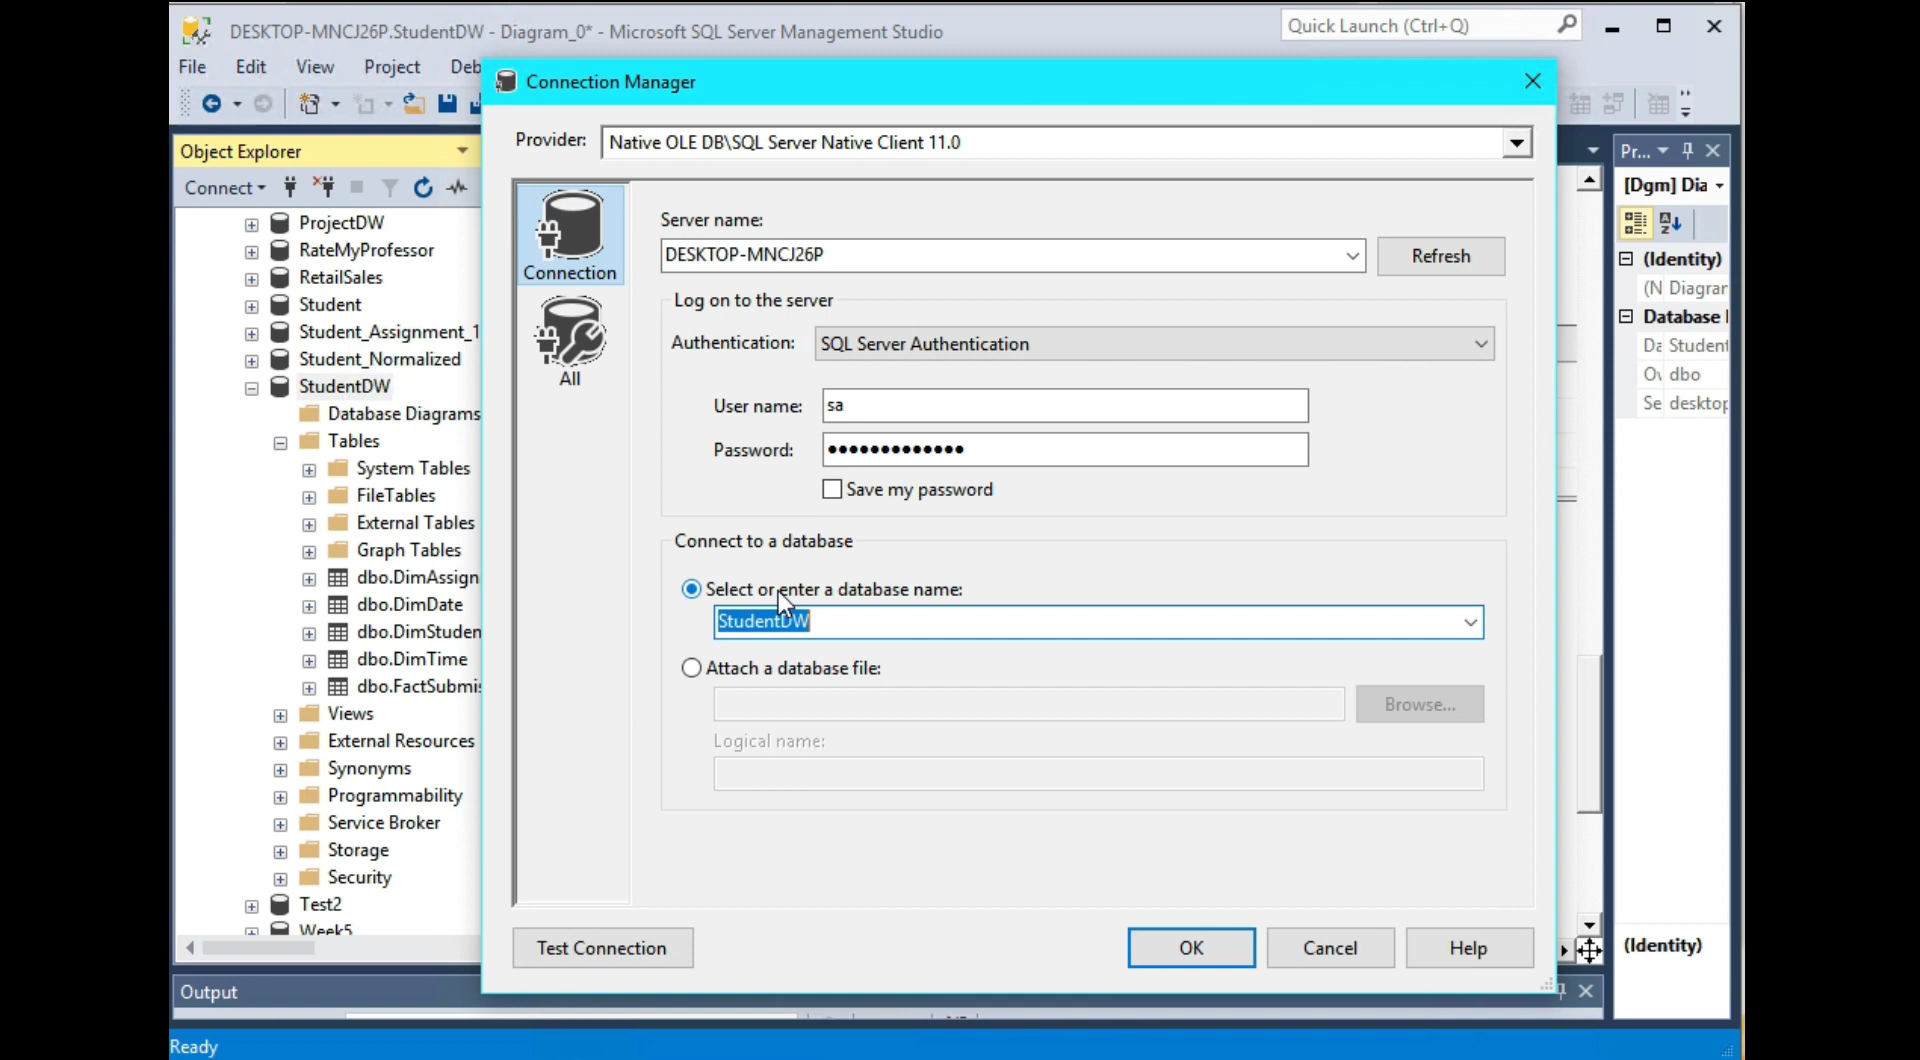 DESKTOP-MNCJ26P.StudentDW - Diagram_0* - Microsoft SQL Server Management Studio
Quick Launch (Ctrl+Q)
File Edit View Project Deb
Connection Manager
Provider: Native OLE DB\SQL Server Native Client 11.0
Object Explorer
Connect
ProjectDW
RateMyProfessor
RetailSales
Student
Student_Assignment_1
Student_Normalized
StudentDW
Database Diagrams
Tables
System Tables
FileTables
External Tables
Graph Tables
dbo.DimAssign
dbo.DimDate
dbo.DimStuden
dbo.DimTime
dbo.FactSubmis
Views
External Resources
Synonyms
Programmability
Service Broker
Storage
Security
Test2
Week5
Connection
All
Server name:
DESKTOP-MNCJ26P
Refresh
Log on to the server
Authentication: SQL Server Authentication
User name: sa
Password: •••••••••••••
Save my password
Connect to a database
Select or enter a database name:
StudentDW
Attach a database file:
Browse...
Logical name:
Test Connection
OK
Cancel
Help
Pr...
[Dgm] Dia
(Identity)
(N Diagrar
Database
Da Student
Ov dbo
Se desktop
(Identity)
Output
Ready